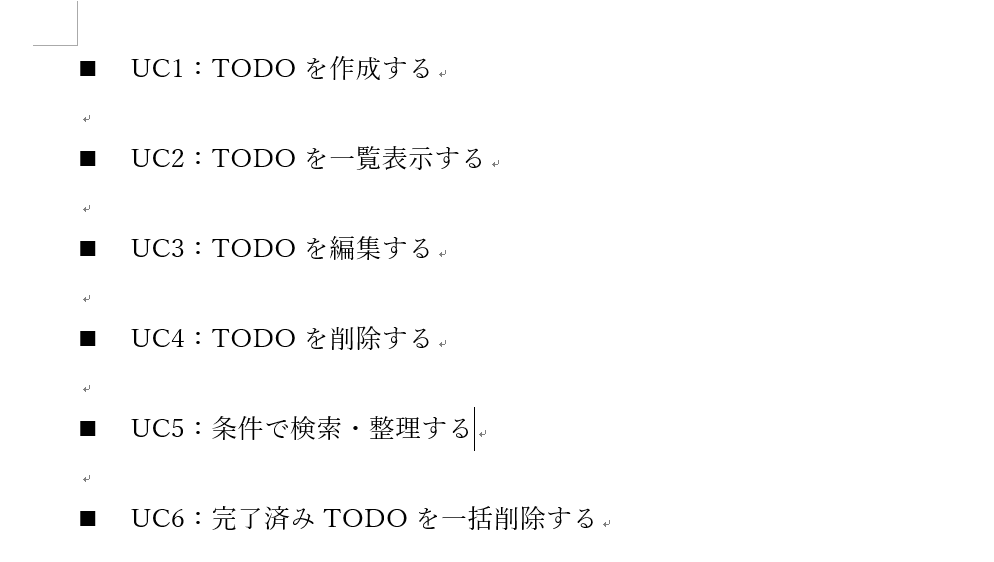 ■ UC1：TODO を作成する
■ UC2：TODO を一覧表示する
■ UC3：TODO を編集する
■ UC4：TODO を削除する
■ UC5：条件で検索・整理する
■ UC6：完了済み TODO を一括削除する